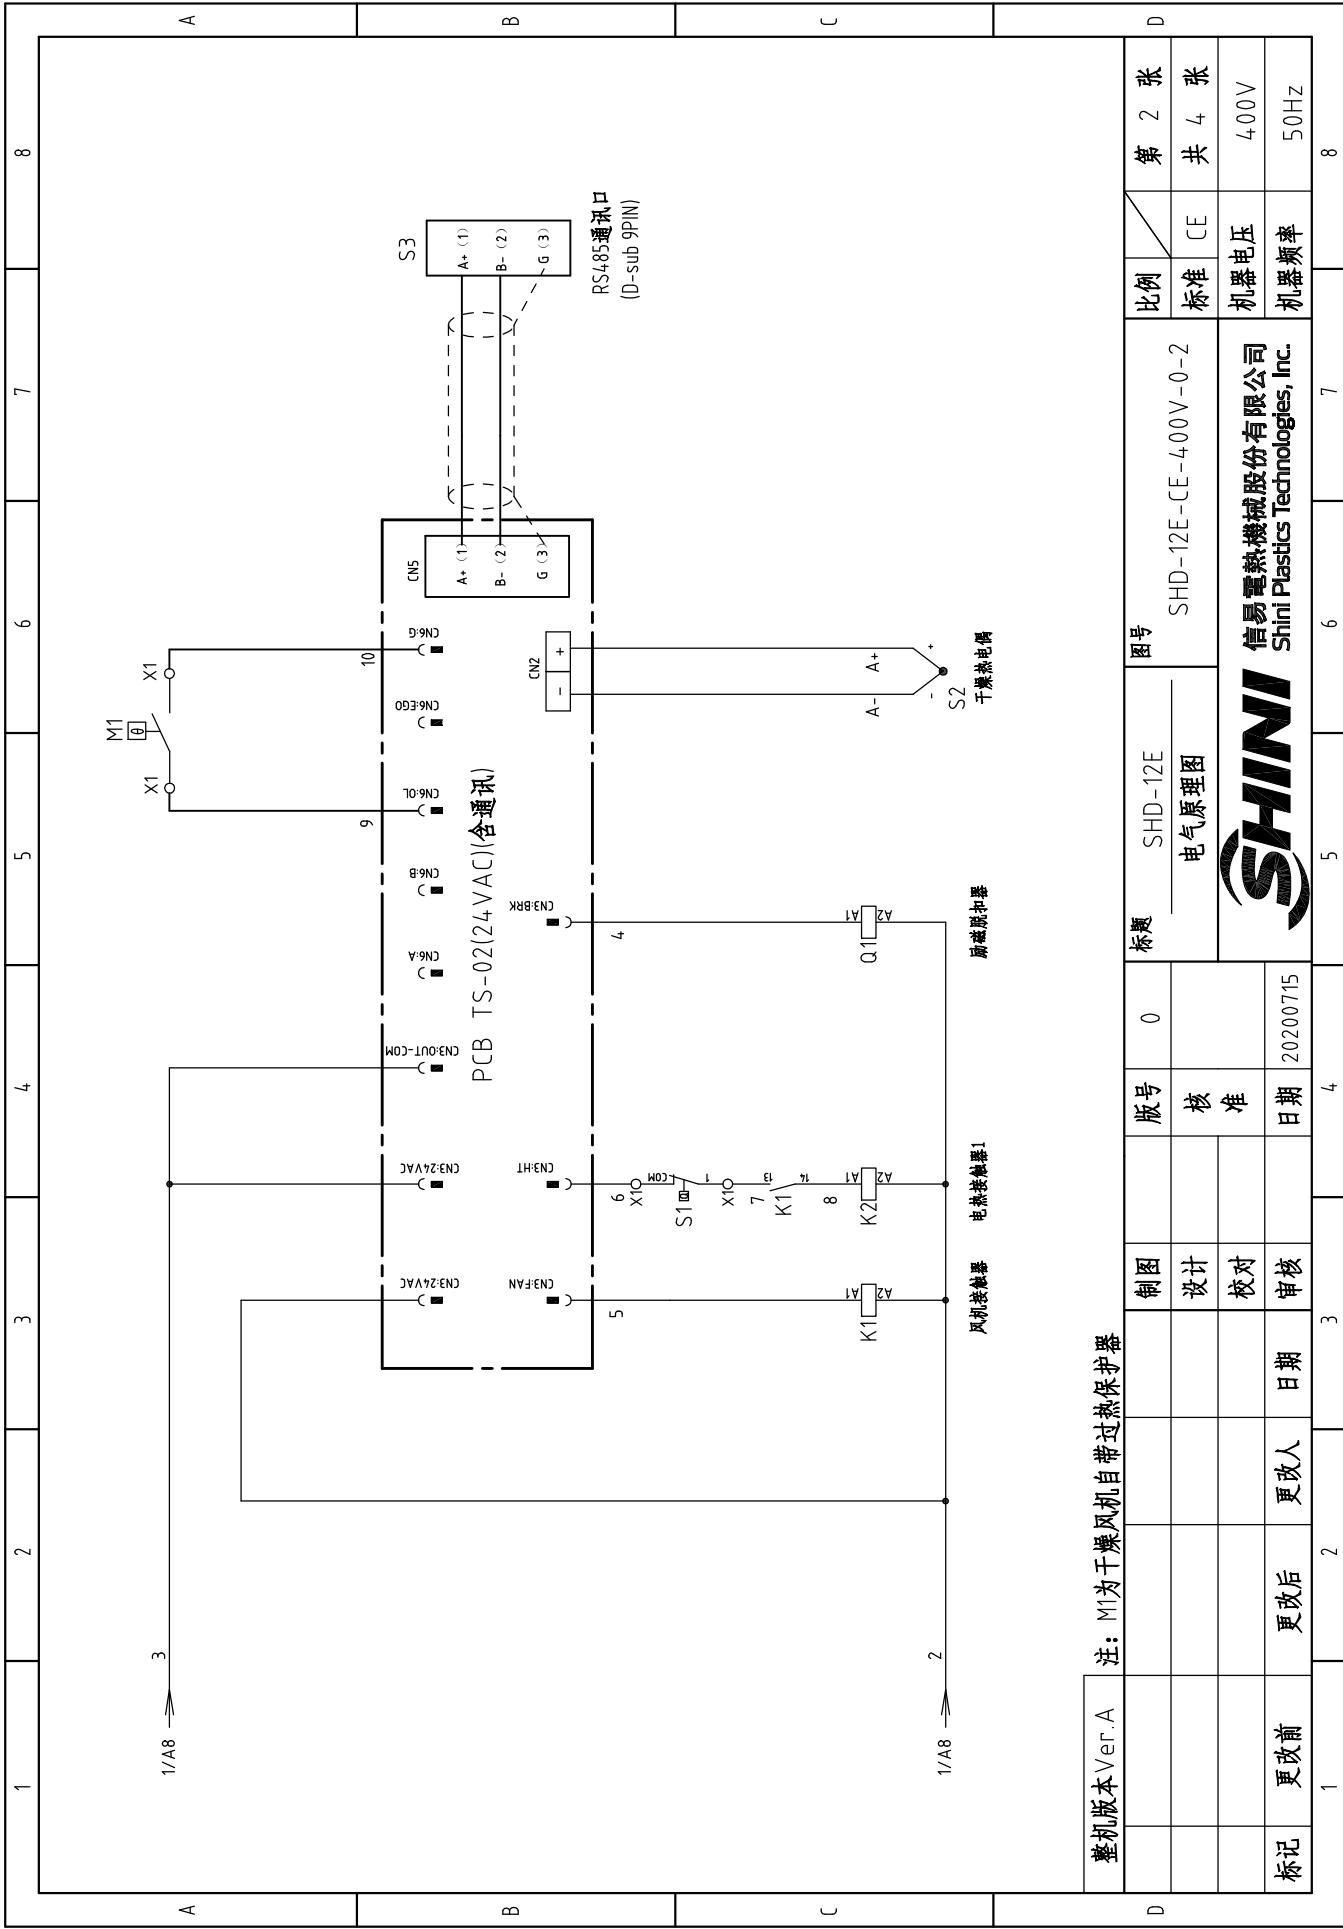 1 2 3 4 5 6 7 8
A
B
C
D
A
B
C
D
1/A8
3
1/A8
2
M1
θ
X1
X1
9
10
CN3:24VAC
CN3:24VAC
CN3:OUT-COM
CN6:A
CN6:B
CN6:OL
CN6:EGO
CN6:G
PCB TS-02(24VAC)(含通讯)
CN3:FAN
CN3:HT
CN3:BRK
CN2
- +
CN5
A+ (1)
B- (2)
G (3)
S3
A+ (1)
B- (2)
G (3)
RS485通讯口
(D-sub 9PIN)
5
K1
A1
A2
风机接触器
6
X1
COM
S1
1
X1
7
13
K1
14
8
K2
A1
A2
电热接触器1
4
Q1
A1
A2
励磁脱扣器
A- A+
- +
S2
干燥热电偶
整机版本Ver.A
注: M1为干燥风机自带过热保护器
标记 更改前 更改后 更改人 日期
制图
设计
校对
审核
版号 0
核
准
日期 20200715
标题
SHD-12E
电气原理图
图号
SHD-12E-CE-400V-0-2
SHINI
信易電熱機械股份有限公司
Shini Plastics Technologies, Inc.
比例
第 2 张
标准 CE
共 4 张
机器电压 400V
机器频率 50Hz
1 2 3 4 5 6 7 8